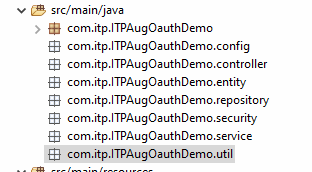 src/main/java
com.itp.ITPAugOauthDemo
com.itp.ITPAugOauthDemo.config
com.itp.ITPAugOauthDemo.controller
com.itp.ITPAugOauthDemo.entity
com.itp.ITPAugOauthDemo.repository
com.itp.ITPAugOauthDemo.security
com.itp.ITPAugOauthDemo.service
com.itp.ITPAugOauthDemo.util
src/main/resources